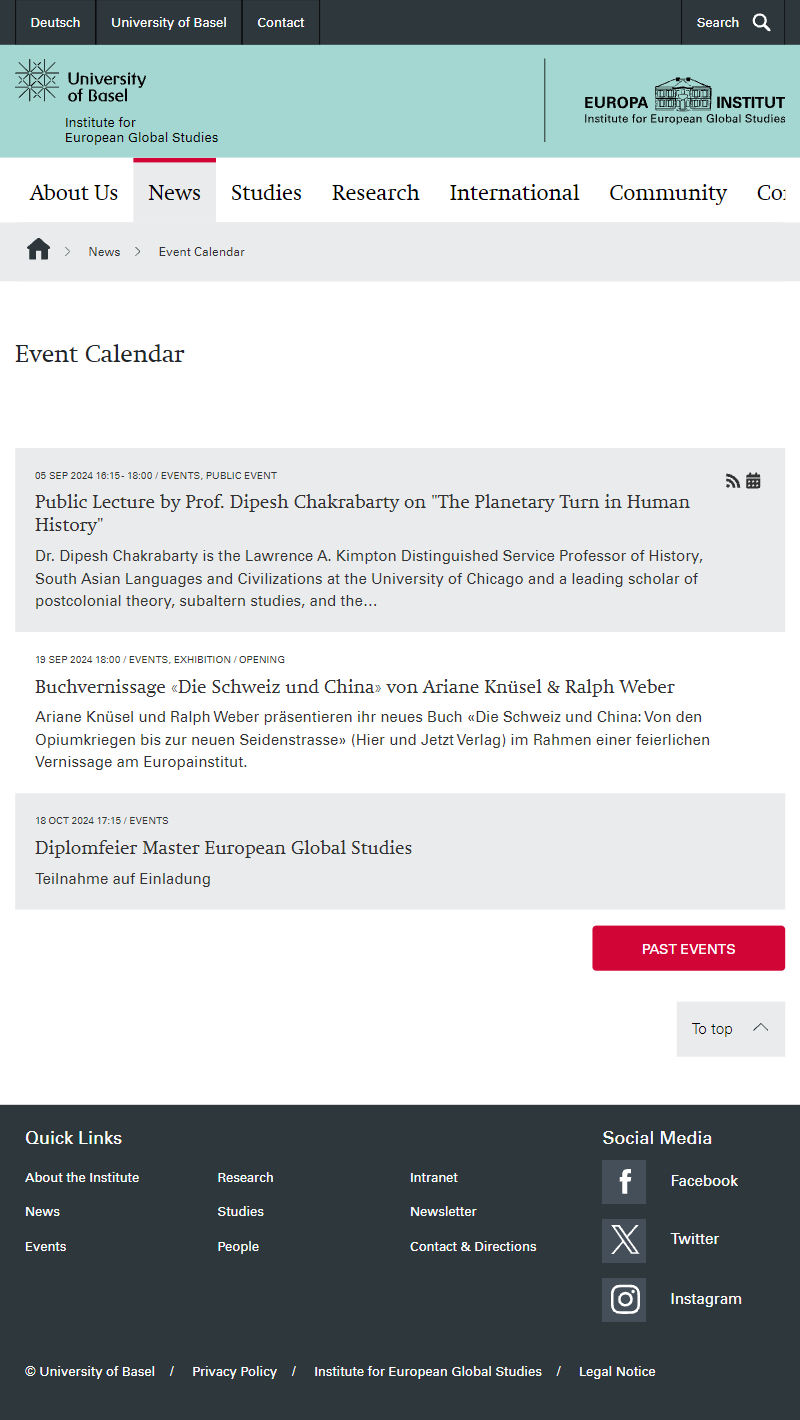 Deutsch
University of Basel
Contact
Search
University
of Basel
Institute for
European Global Studies
EUROPA INSTITUT
Institute for European Global Studies
About Us
News
Studies
Research
International
Community
News
Event Calendar
Event Calendar
05 SEP 2024 16:15 - 18:00 / EVENTS, PUBLIC EVENT
Public Lecture by Prof. Dipesh Chakrabarty on "The Planetary Turn in Human
History"
Dr. Dipesh Chakrabarty is the Lawrence A. Kimpton Distinguished Service Professor of History,
South Asian Languages and Civilizations at the University of Chicago and a leading scholar of
postcolonial theory, subaltern studies, and the…
19 SEP 2024 18:00 / EVENTS, EXHIBITION / OPENING
Buchvernissage «Die Schweiz und China» von Ariane Knüsel & Ralph Weber
Ariane Knüsel und Ralph Weber präsentieren ihr neues Buch «Die Schweiz und China: Von den
Opiumkriegen bis zur neuen Seidenstrasse» (Hier und Jetzt Verlag) im Rahmen einer feierlichen
Vernissage am Europainstitut.
18 OCT 2024 17:15 / EVENTS
Diplomfeier Master European Global Studies
Teilnahme auf Einladung
PAST EVENTS
To top
Quick Links
About the Institute
News
Events
Research
Studies
People
Intranet
Newsletter
Contact & Directions
Social Media
Facebook
Twitter
Instagram
© University of Basel / Privacy Policy / Institute for European Global Studies / Legal Notice